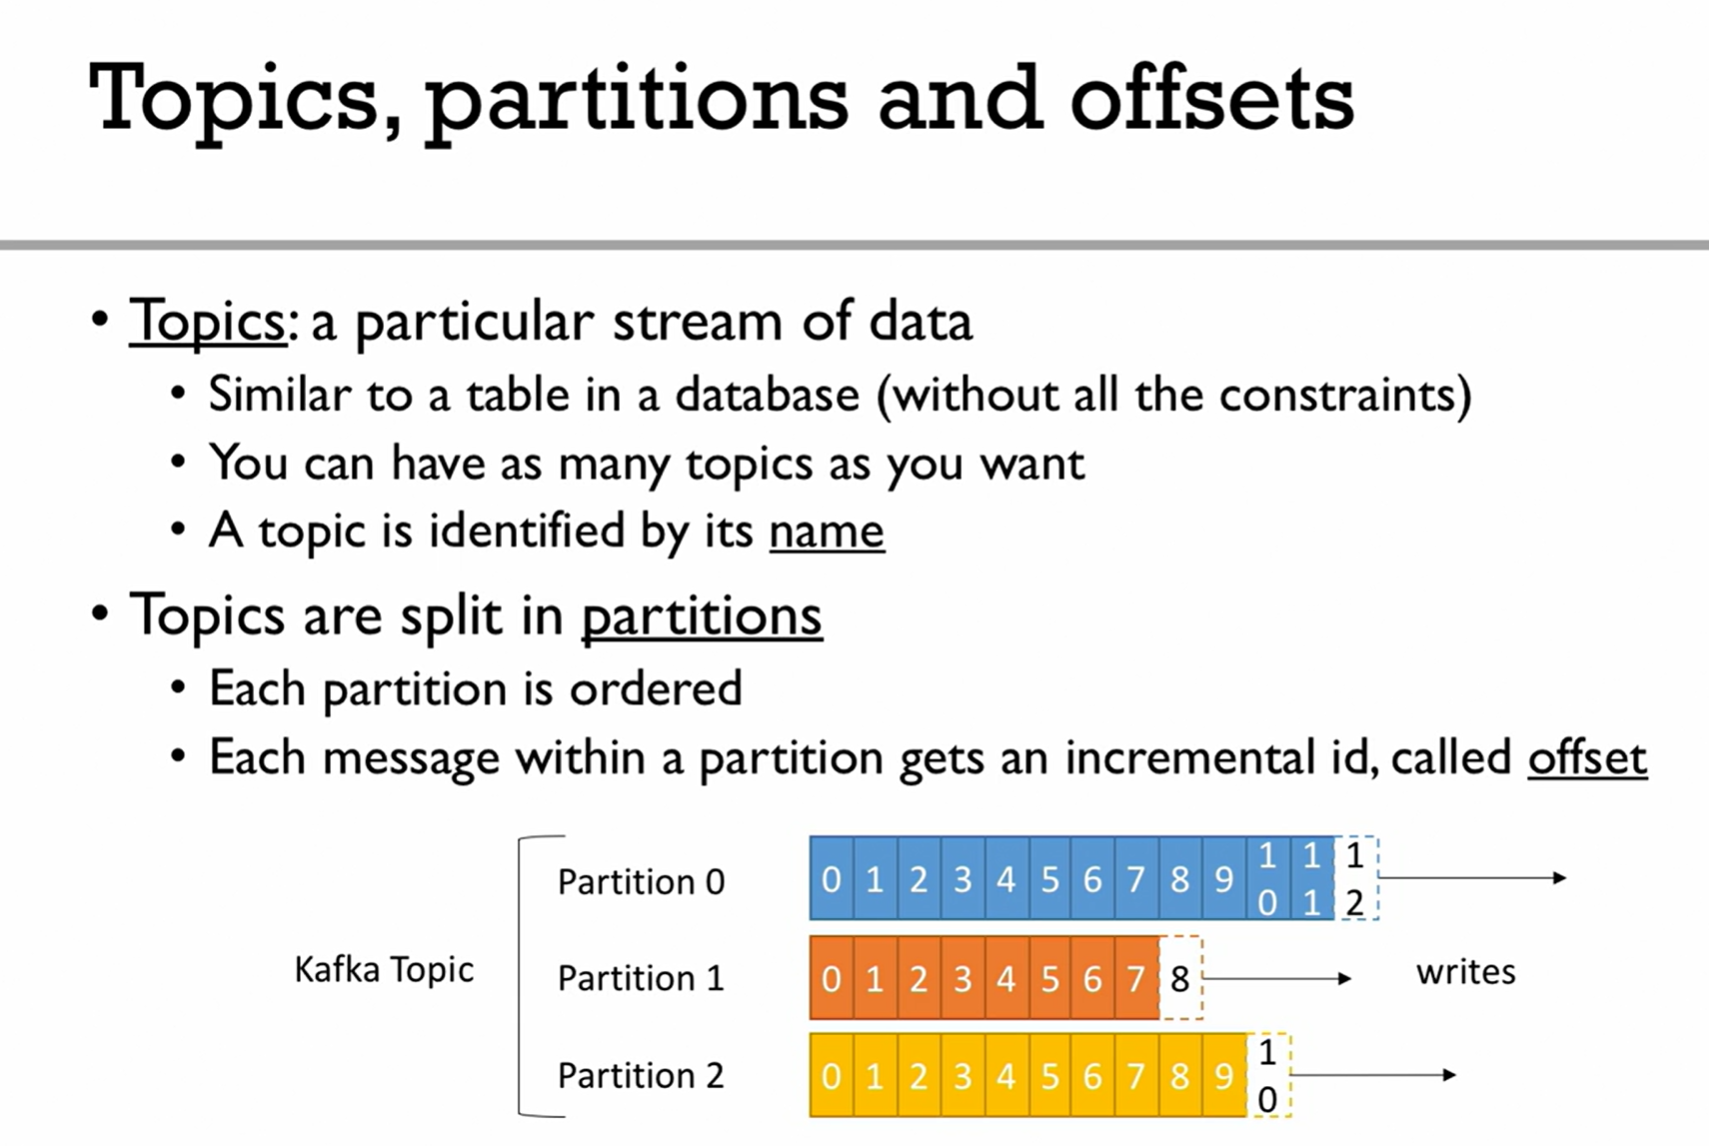 Topics, partitions and offsets
• Topics: a particular stream of data
• Similar to a table in a database (without all the constraints)
• You can have as many topics as you want
• A topic is identified by its name
• Topics are split in partitions
• Each partition is ordered
• Each message within a partition gets an incremental id, called offset
Kafka Topic
Partition 0
0 1 2 3 4 5 6 7 8 9 10 11 12
Partition 1
0 1 2 3 4 5 6 7 8
writes
Partition 2
0 1 2 3 4 5 6 7 8 9 10